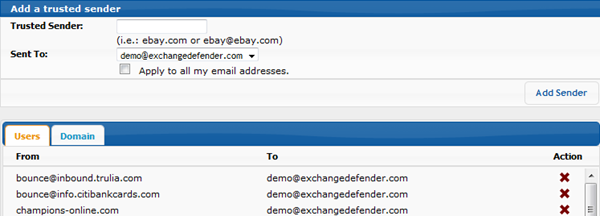 Add a trusted sender
Trusted Sender:
(i.e.: ebay.com or ebay@ebay.com)
Sent To: demo@exchangedefender.com
Apply to all my email addresses.
Add Sender
Users Domain
From To Action
bounce@inbound.trulia.com demo@exchangedefender.com
bounce@info.citibankcards.com demo@exchangedefender.com
champions-online.com demo@exchangedefender.com